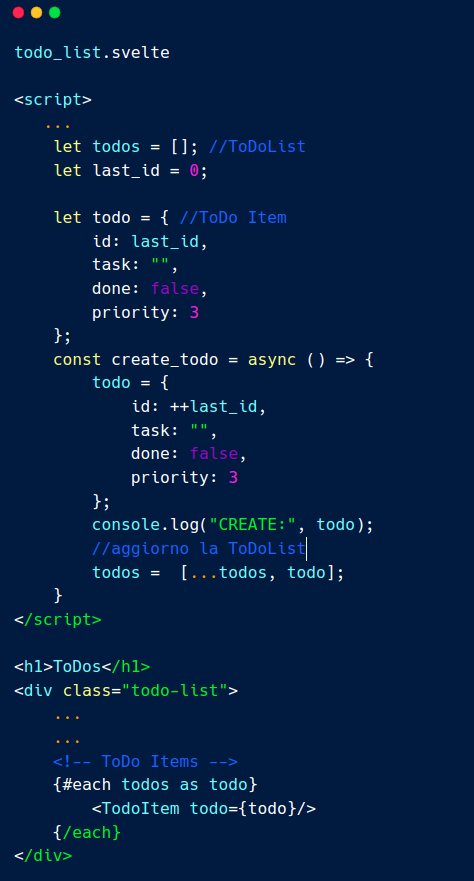 todo_list.svelte
<script>
...
let todos = []; //ToDoList
let last_id = 0;
let todo = { //ToDo Item
id: last_id,
task: "",
done: false,
priority: 3
};
const create_todo = async () => {
todo = {
id: ++last_id,
task: "",
done: false,
priority: 3
};
console.log("CREATE:", todo);
//aggiorno la ToDoList
todos =  [...todos, todo];
}
</script>
<h1>ToDos</h1>
<div class="todo-list">
...
...
<!-- ToDo Items -->
{#each todos as todo}
<TodoItem todo={todo}/>
{/each}
</div>